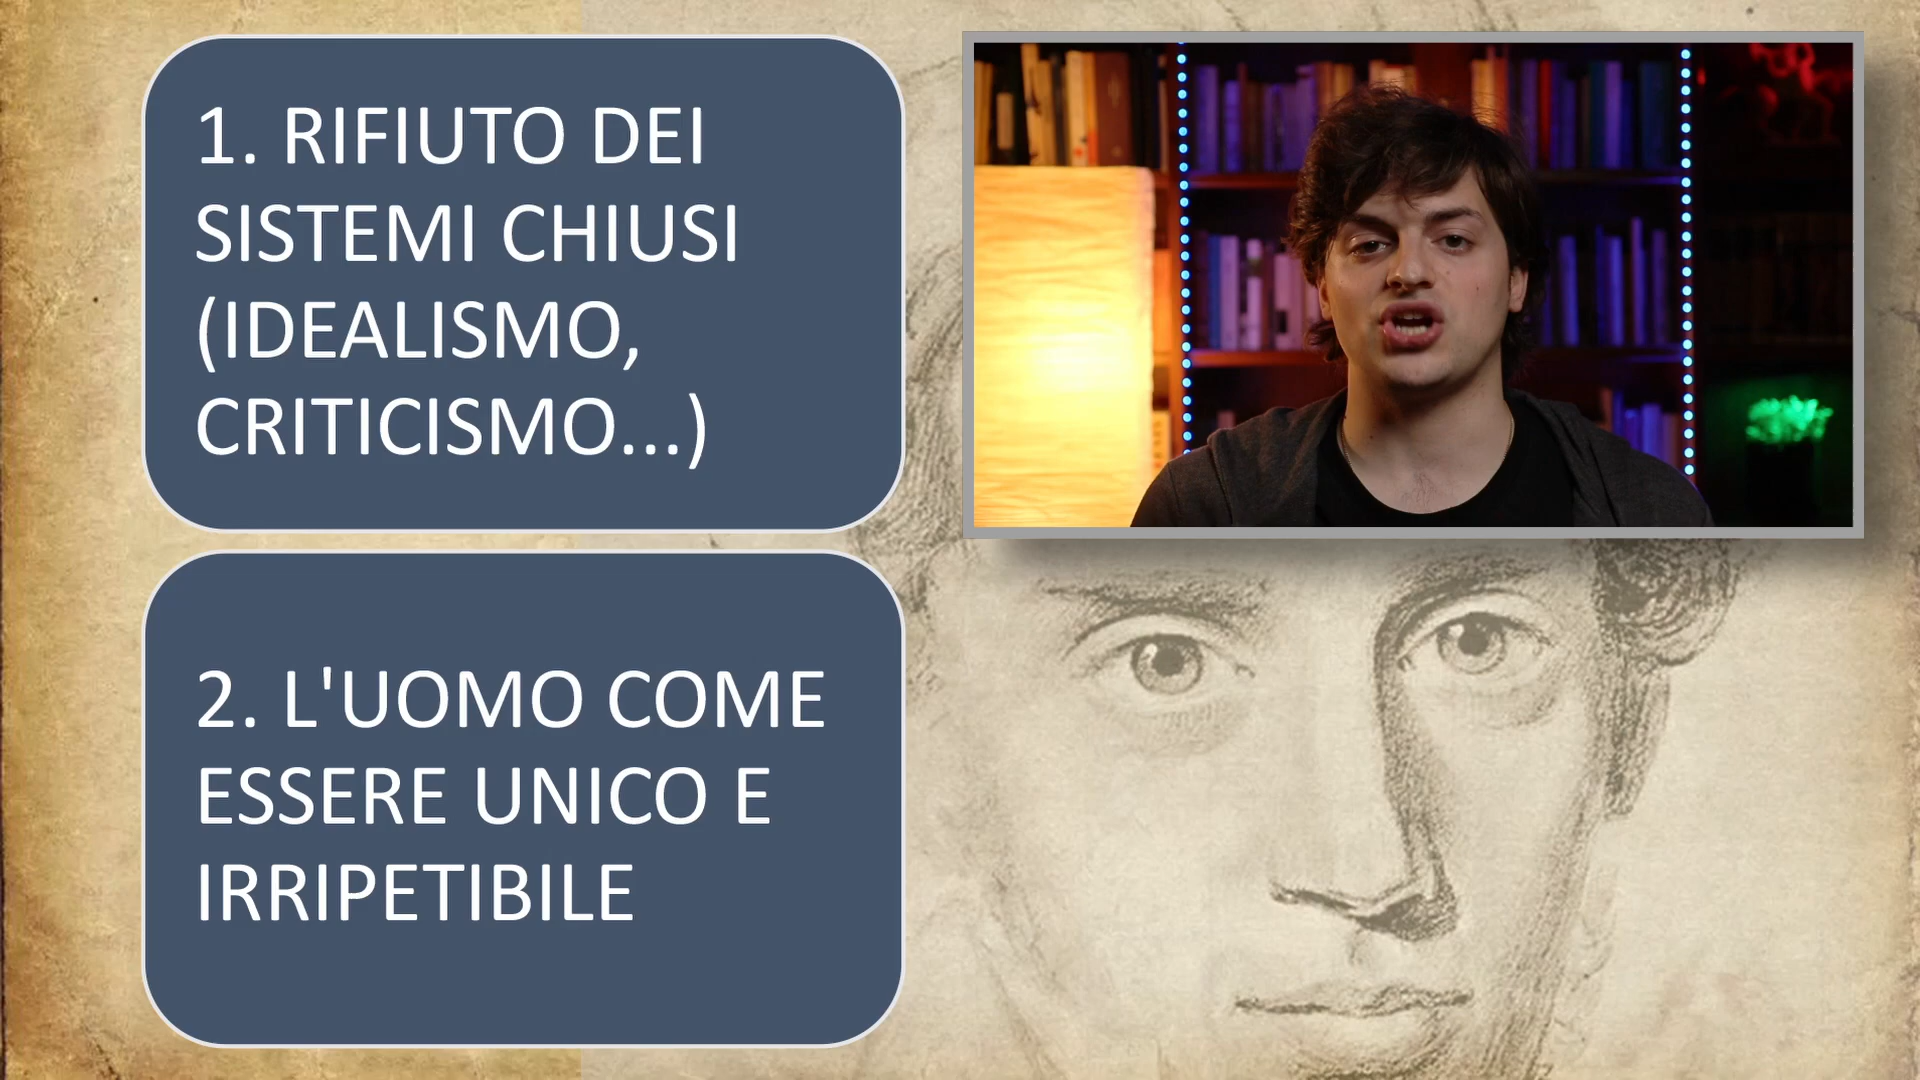 1. RIFIUTO DEI
SISTEMI CHIUSI
(IDEALISMO,
CRITICISMO...)
2. L'UOMO COME
ESSERE UNICO E
IRRIPETIBILE